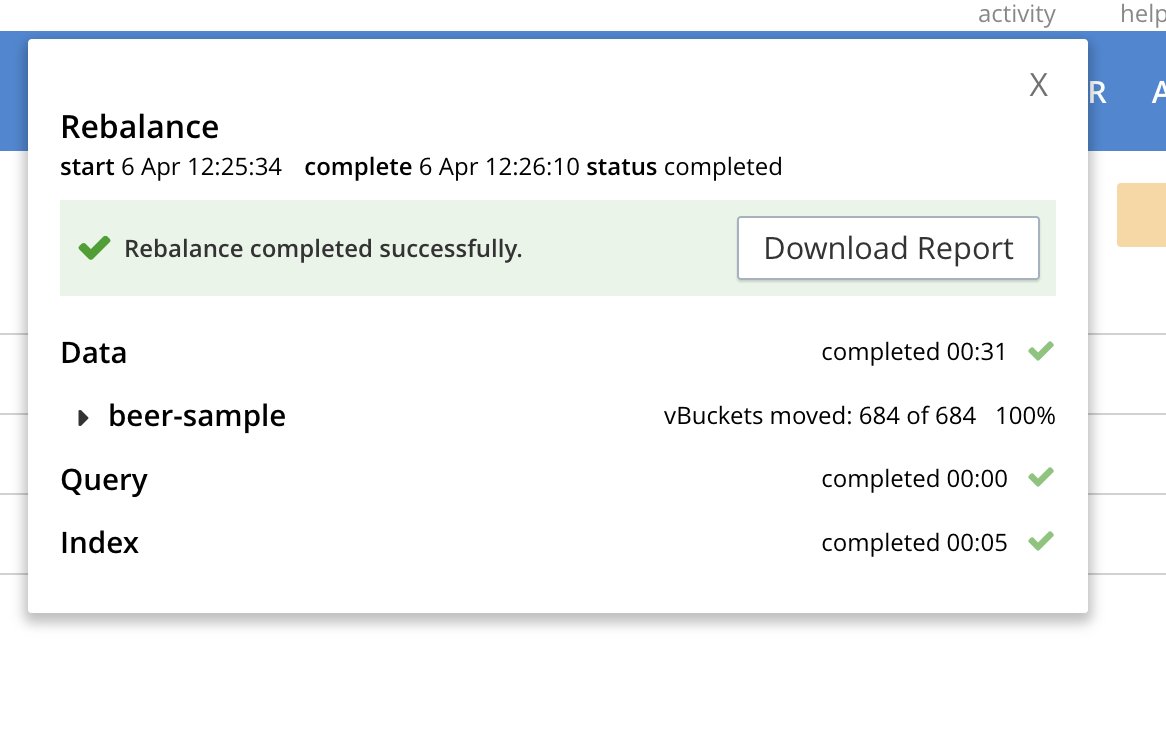 activity help
R A
X
Rebalance
start 6 Apr 12:25:34 complete 6 Apr 12:26:10 status completed
Rebalance completed successfully. Download Report
Data completed 00:31
beer-sample vBuckets moved: 684 of 684 100%
Query completed 00:00
Index completed 00:05